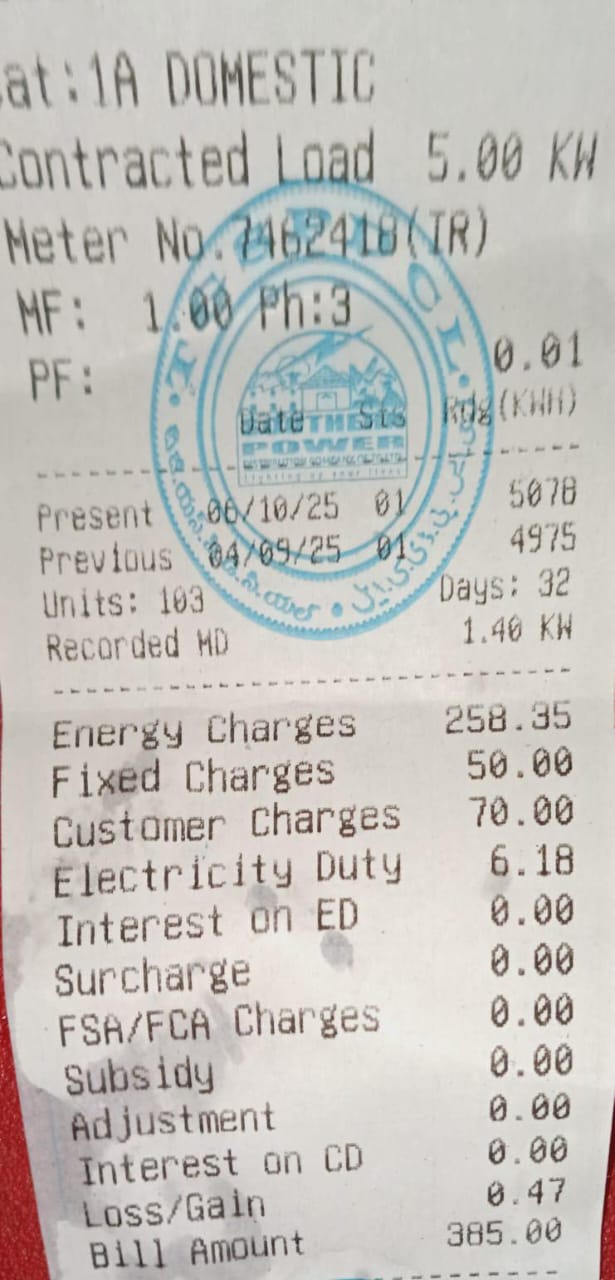 at:1A DOMESTIC
Contracted Load 5.00 KW
Meter No.7462418(IR)
MF: 1.00 Ph:3
PF: 0.01
Date Sts Rdg(KWH)
THE
POWER
Present 06/10/25 01 5078
Previous 04/09/25 01 4975
Units: 103 Days: 32
Recorded MD 1.40 KW
Energy Charges 258.35
Fixed Charges 50.00
Customer Charges 70.00
Electricity Duty 6.18
Interest on ED 0.00
Surcharge 0.00
FSA/FCA Charges 0.00
Subsidy 0.00
Adjustment 0.00
Interest on CD 0.00
Loss/Gain 0.47
Bill Amount 385.00